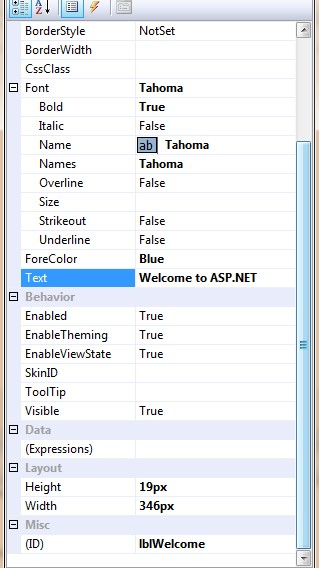 BorderStyle NotSet
BorderWidth
CssClass
Font Tahoma
Bold True
Italic False
Name ab Tahoma
Names Tahoma
Overline False
Size
Strikeout False
Underline False
ForeColor Blue
Text Welcome to ASP.NET
Behavior
Enabled True
EnableTheming True
EnableViewState True
SkinID
ToolTip
Visible True
Data
(Expressions)
Layout
Height 19px
Width 346px
Misc
(ID) lblWelcome